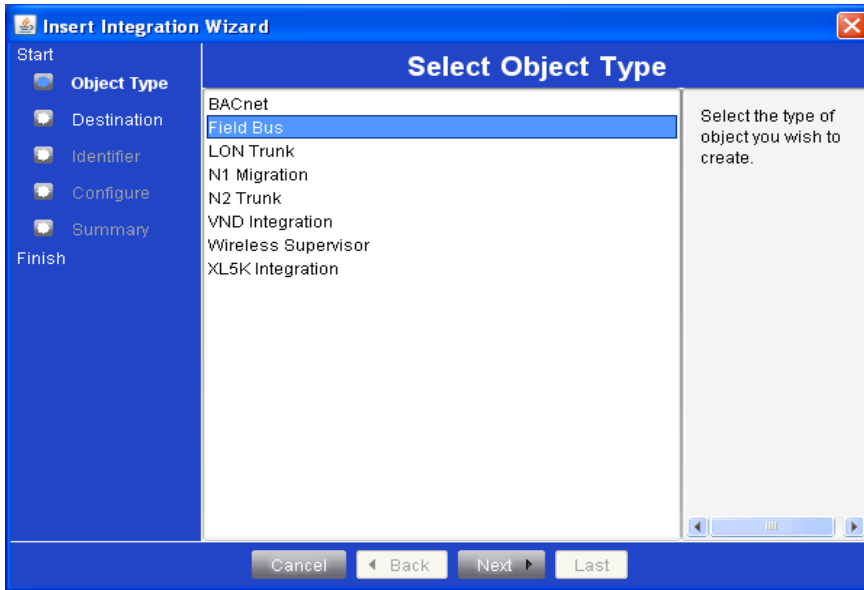 Insert Integration Wizard
Start
Object Type
Destination
Identifier
Configure
Summary
Finish
Select Object Type
BACnet
Field Bus
LON Trunk
N1 Migration
N2 Trunk
VND Integration
Wireless Supervisor
XL5K Integration
Select the type of
object you wish to
create.
Cancel
Back
Next
Last